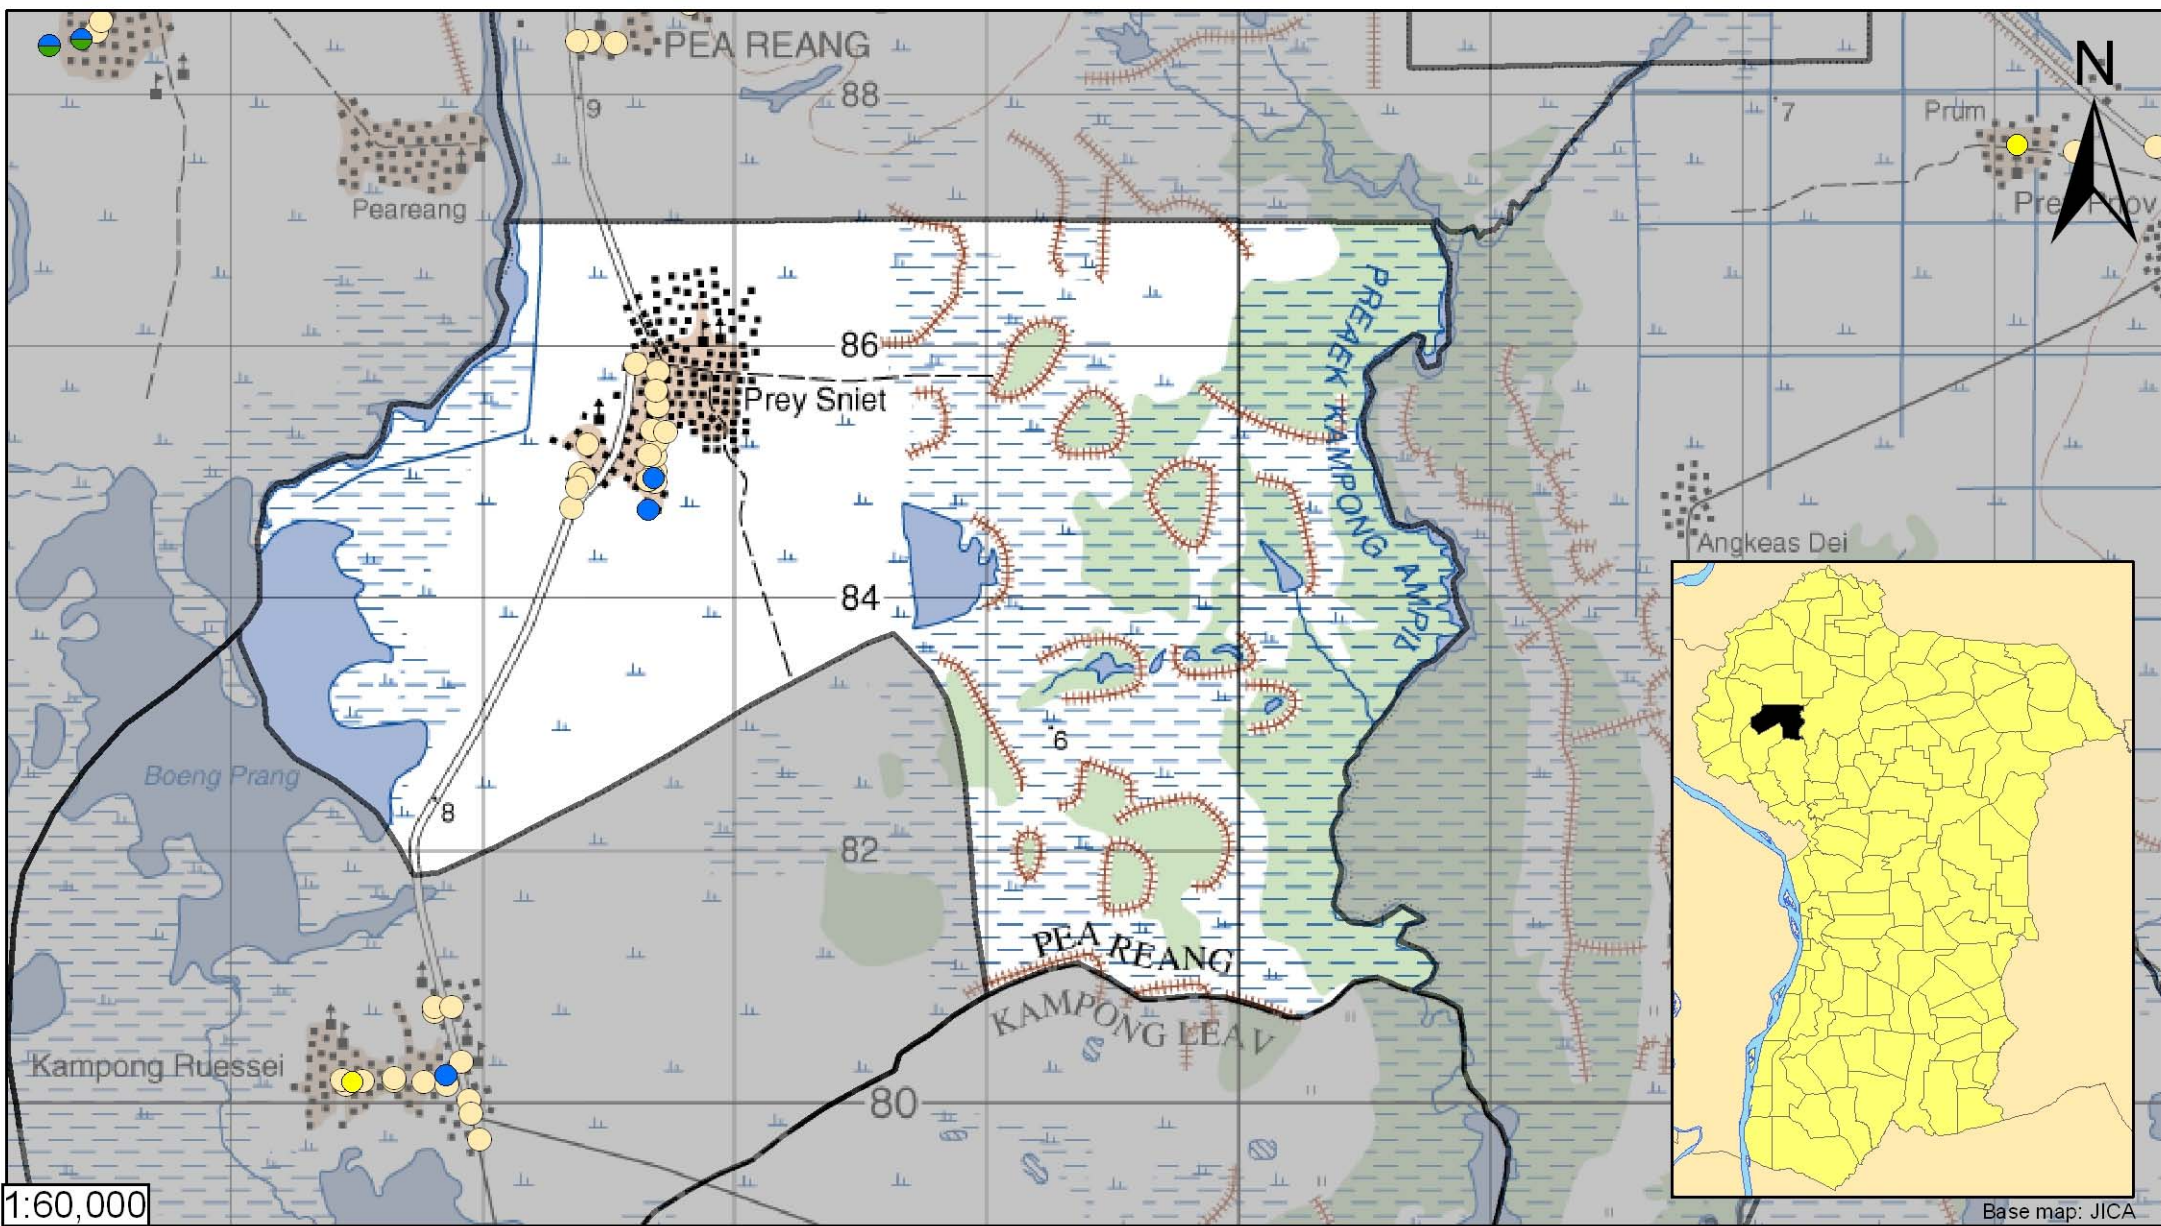 PEA REANG
N
88
9
7
Prum
Peareang
86
Prey Sniet
PREAEK KAMPONG AMPIL
Angkeas Dei
84
6
Boeng Prang
8
82
PEA REANG
KAMPONG LEAV
Kampong Ruessei
80
1:60,000
Base map: JICA